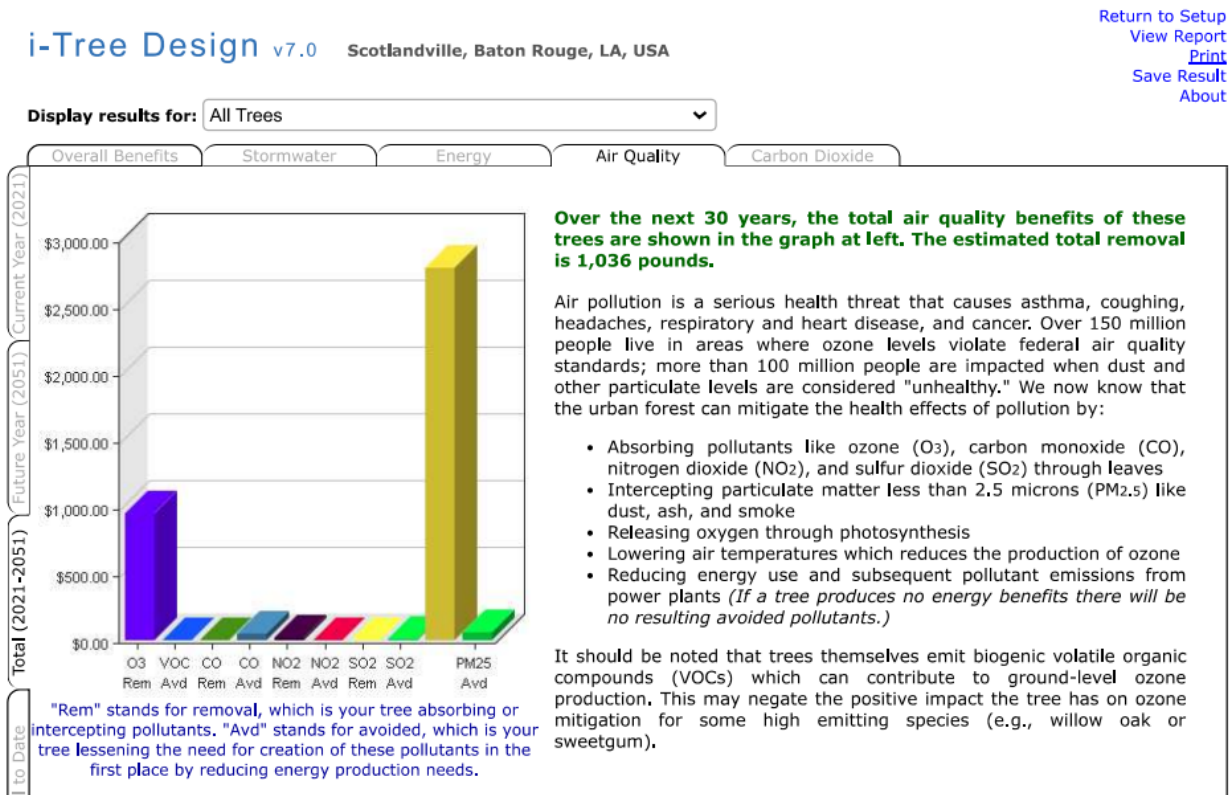 Return to Setup
i-Tree Design v7.0 Scotlandville, Baton Rouge, LA, USA
View Report
Print
Save Result
About
Display results for: All Trees
Overall Benefits
Stormwater
Energy
Air Quality
Carbon Dioxide
Current Year (2021)
Future Year (2051)
Total (2021-2051)
l to Date
$3,000.00
$2,500.00
$2,000.00
$1,500.00
$1,000.00
$500.00
$0.00
O3 VOC CO CO NO2 NO2 SO2 SO2 PM25
Rem Avd Rem Avd Rem Avd Rem Avd Avd
"Rem" stands for removal, which is your tree absorbing or
intercepting pollutants. "Avd" stands for avoided, which is your
tree lessening the need for creation of these pollutants in the
first place by reducing energy production needs.
Over the next 30 years, the total air quality benefits of these
trees are shown in the graph at left. The estimated total removal
is 1,036 pounds.
Air pollution is a serious health threat that causes asthma, coughing,
headaches, respiratory and heart disease, and cancer. Over 150 million
people live in areas where ozone levels violate federal air quality
standards; more than 100 million people are impacted when dust and
other particulate levels are considered "unhealthy." We now know that
the urban forest can mitigate the health effects of pollution by:
• Absorbing pollutants like ozone (O3), carbon monoxide (CO),
nitrogen dioxide (NO2), and sulfur dioxide (SO2) through leaves
• Intercepting particulate matter less than 2.5 microns (PM2.5) like
dust, ash, and smoke
• Releasing oxygen through photosynthesis
• Lowering air temperatures which reduces the production of ozone
• Reducing energy use and subsequent pollutant emissions from
power plants (If a tree produces no energy benefits there will be
no resulting avoided pollutants.)
It should be noted that trees themselves emit biogenic volatile organic
compounds (VOCs) which can contribute to ground-level ozone
production. This may negate the positive impact the tree has on ozone
mitigation for some high emitting species (e.g., willow oak or
sweetgum).